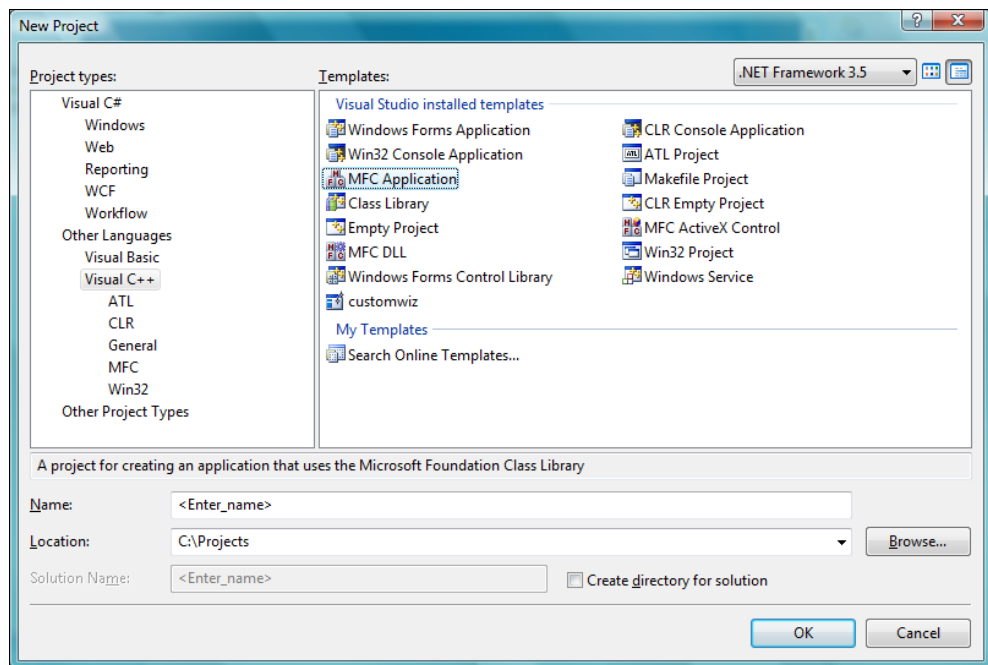 New Project
Project types:
Templates:
.NET Framework 3.5
Visual C#
Windows
Web
Reporting
WCF
Workflow
Other Languages
Visual Basic
Visual C++
ATL
CLR
General
MFC
Win32
Other Project Types
Visual Studio installed templates
Windows Forms Application
CLR Console Application
Win32 Console Application
ATL Project
MFC Application
Makefile Project
Class Library
CLR Empty Project
Empty Project
MFC ActiveX Control
MFC DLL
Win32 Project
Windows Forms Control Library
Windows Service
customwiz
My Templates
Search Online Templates...
A project for creating an application that uses the Microsoft Foundation Class Library
Name:
<Enter_name>
Location:
C:\Projects
Browse...
Solution Name:
<Enter_name>
Create directory for solution
OK
Cancel